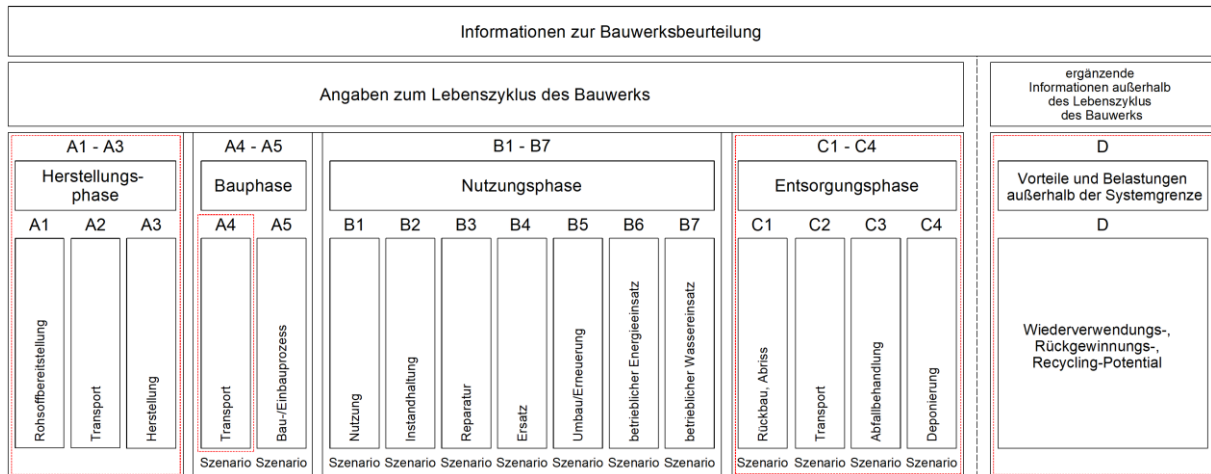 Informationen zur Bauwerksbeurteilung
Angaben zum Lebenszyklus des Bauwerks
ergänzende
Informationen außerhalb
des Lebenszyklus
des Bauwerks
A1 - A3
A4 - A5
B1 - B7
C1 - C4
D
Herstellungs-
phase
Bauphase
Nutzungsphase
Entsorgungsphase
Vorteile und Belastungen
außerhalb der Systemgrenze
A1
A2
A3
A4
A5
B1
B2
B3
B4
B5
B6
B7
C1
C2
C3
C4
D
Rohsoffbereitstellung
Transport
Herstellung
Transport
Bau-/Einbauprozess
Nutzung
Instandhaltung
Reparatur
Ersatz
Umbau/Erneuerung
betrieblicher Energieeinsatz
betrieblicher Wassereinsatz
Rückbau, Abriss
Transport
Abfallbehandlung
Deponierung
Wiederverwendungs-,
Rückgewinnungs-,
Recycling-Potential
Szenario
Szenario
Szenario
Szenario
Szenario
Szenario
Szenario
Szenario
Szenario
Szenario
Szenario
Szenario
Szenario